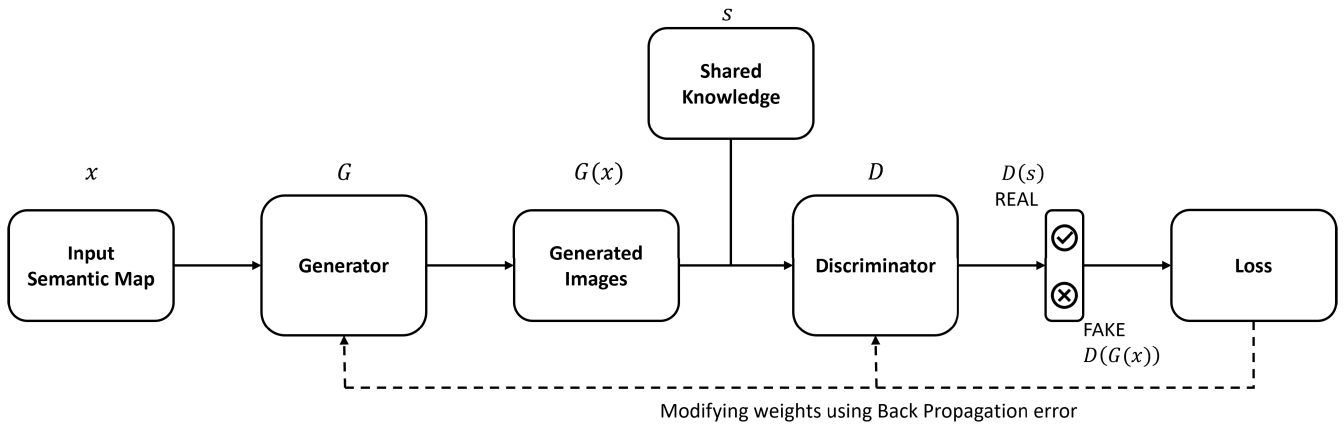 s
Shared
Knowledge
x
G
G(x)
D
D(s)
REAL
Input
Semantic Map
Generator
Generated
Images
Discriminator
Loss
FAKE
D(G(x))
Modifying weights using Back Propagation error